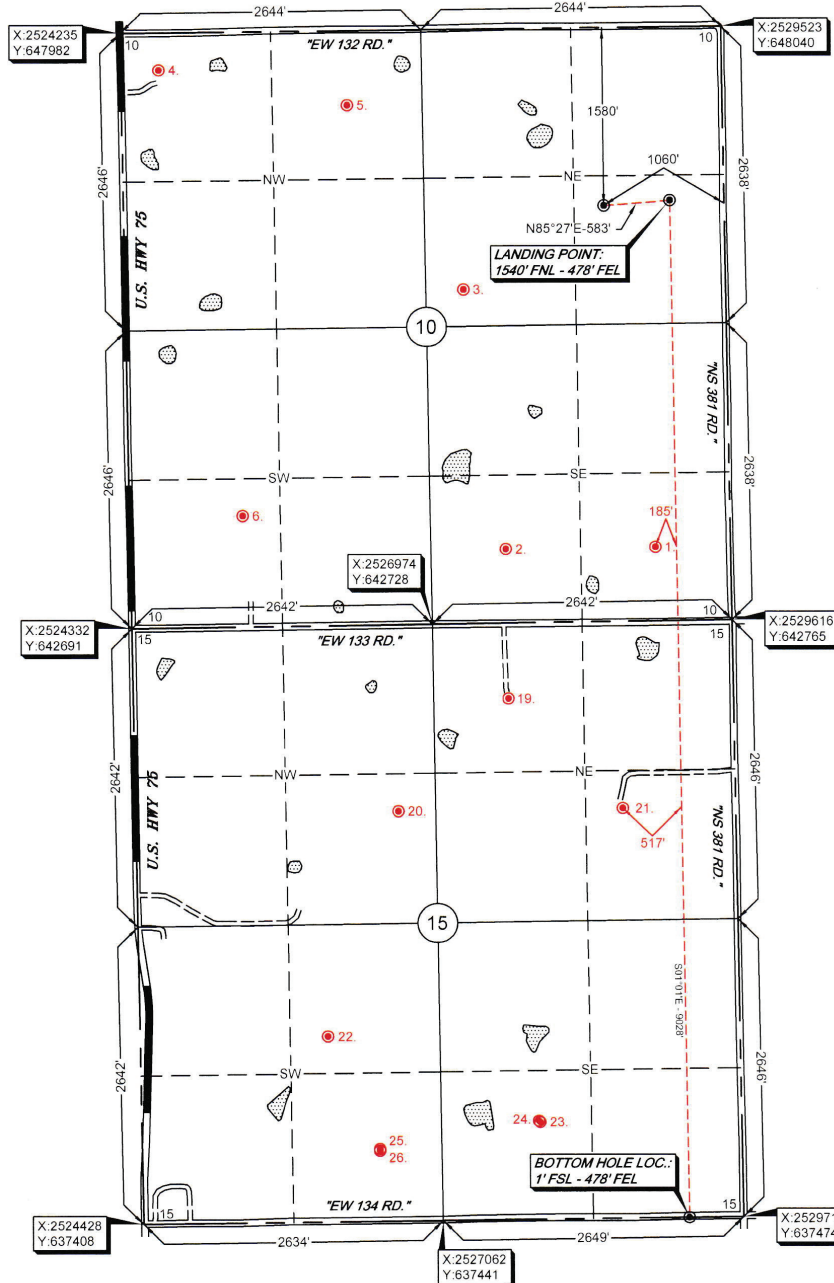 2644'
2644'
X:2524235
Y:647982
X:2529523
Y:648040
10
"EW 132 RD."
10
4.
5.
1580'
1060'
2646'
2638'
NW
NE
U.S. HWY 75
N85°27'E-583'
LANDING POINT:
1540' FNL - 478' FEL
3.
10
"NS 381 RD."
2646'
2638'
SW
SE
6.
185'
2.
1.
X:2526974
Y:642728
2642'
2642'
10
10
X:2524332
Y:642691
15
"EW 133 RD."
15
X:2529616
Y:642765
19.
2642'
2646'
NW
NE
U.S. HWY 75
20.
21.
517'
"NS 381 RD."
15
S01°01'E - 9028'
22.
2642'
2646'
SW
SE
24.
23.
25.
26.
BOTTOM HOLE LOC.:
1' FSL - 478' FEL
15
"EW 134 RD."
15
X:2524428
Y:637408
2634'
2649'
X:2527062
Y:637441
X:252971
Y:637474